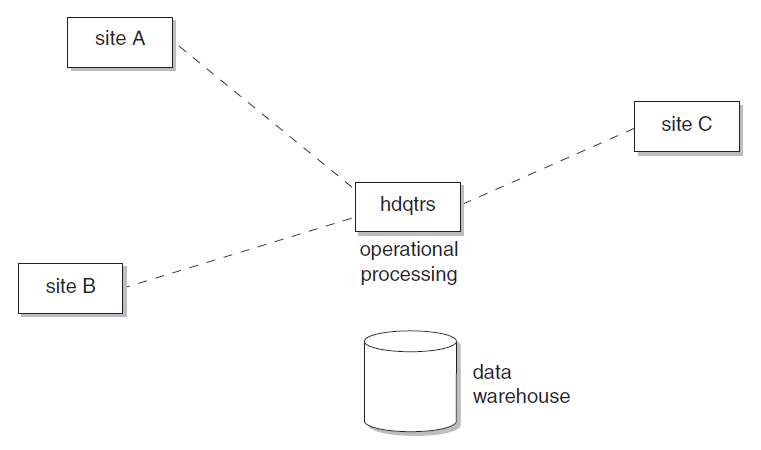 site A
site C
hdqtrs
operational
processing
site B
data
warehouse